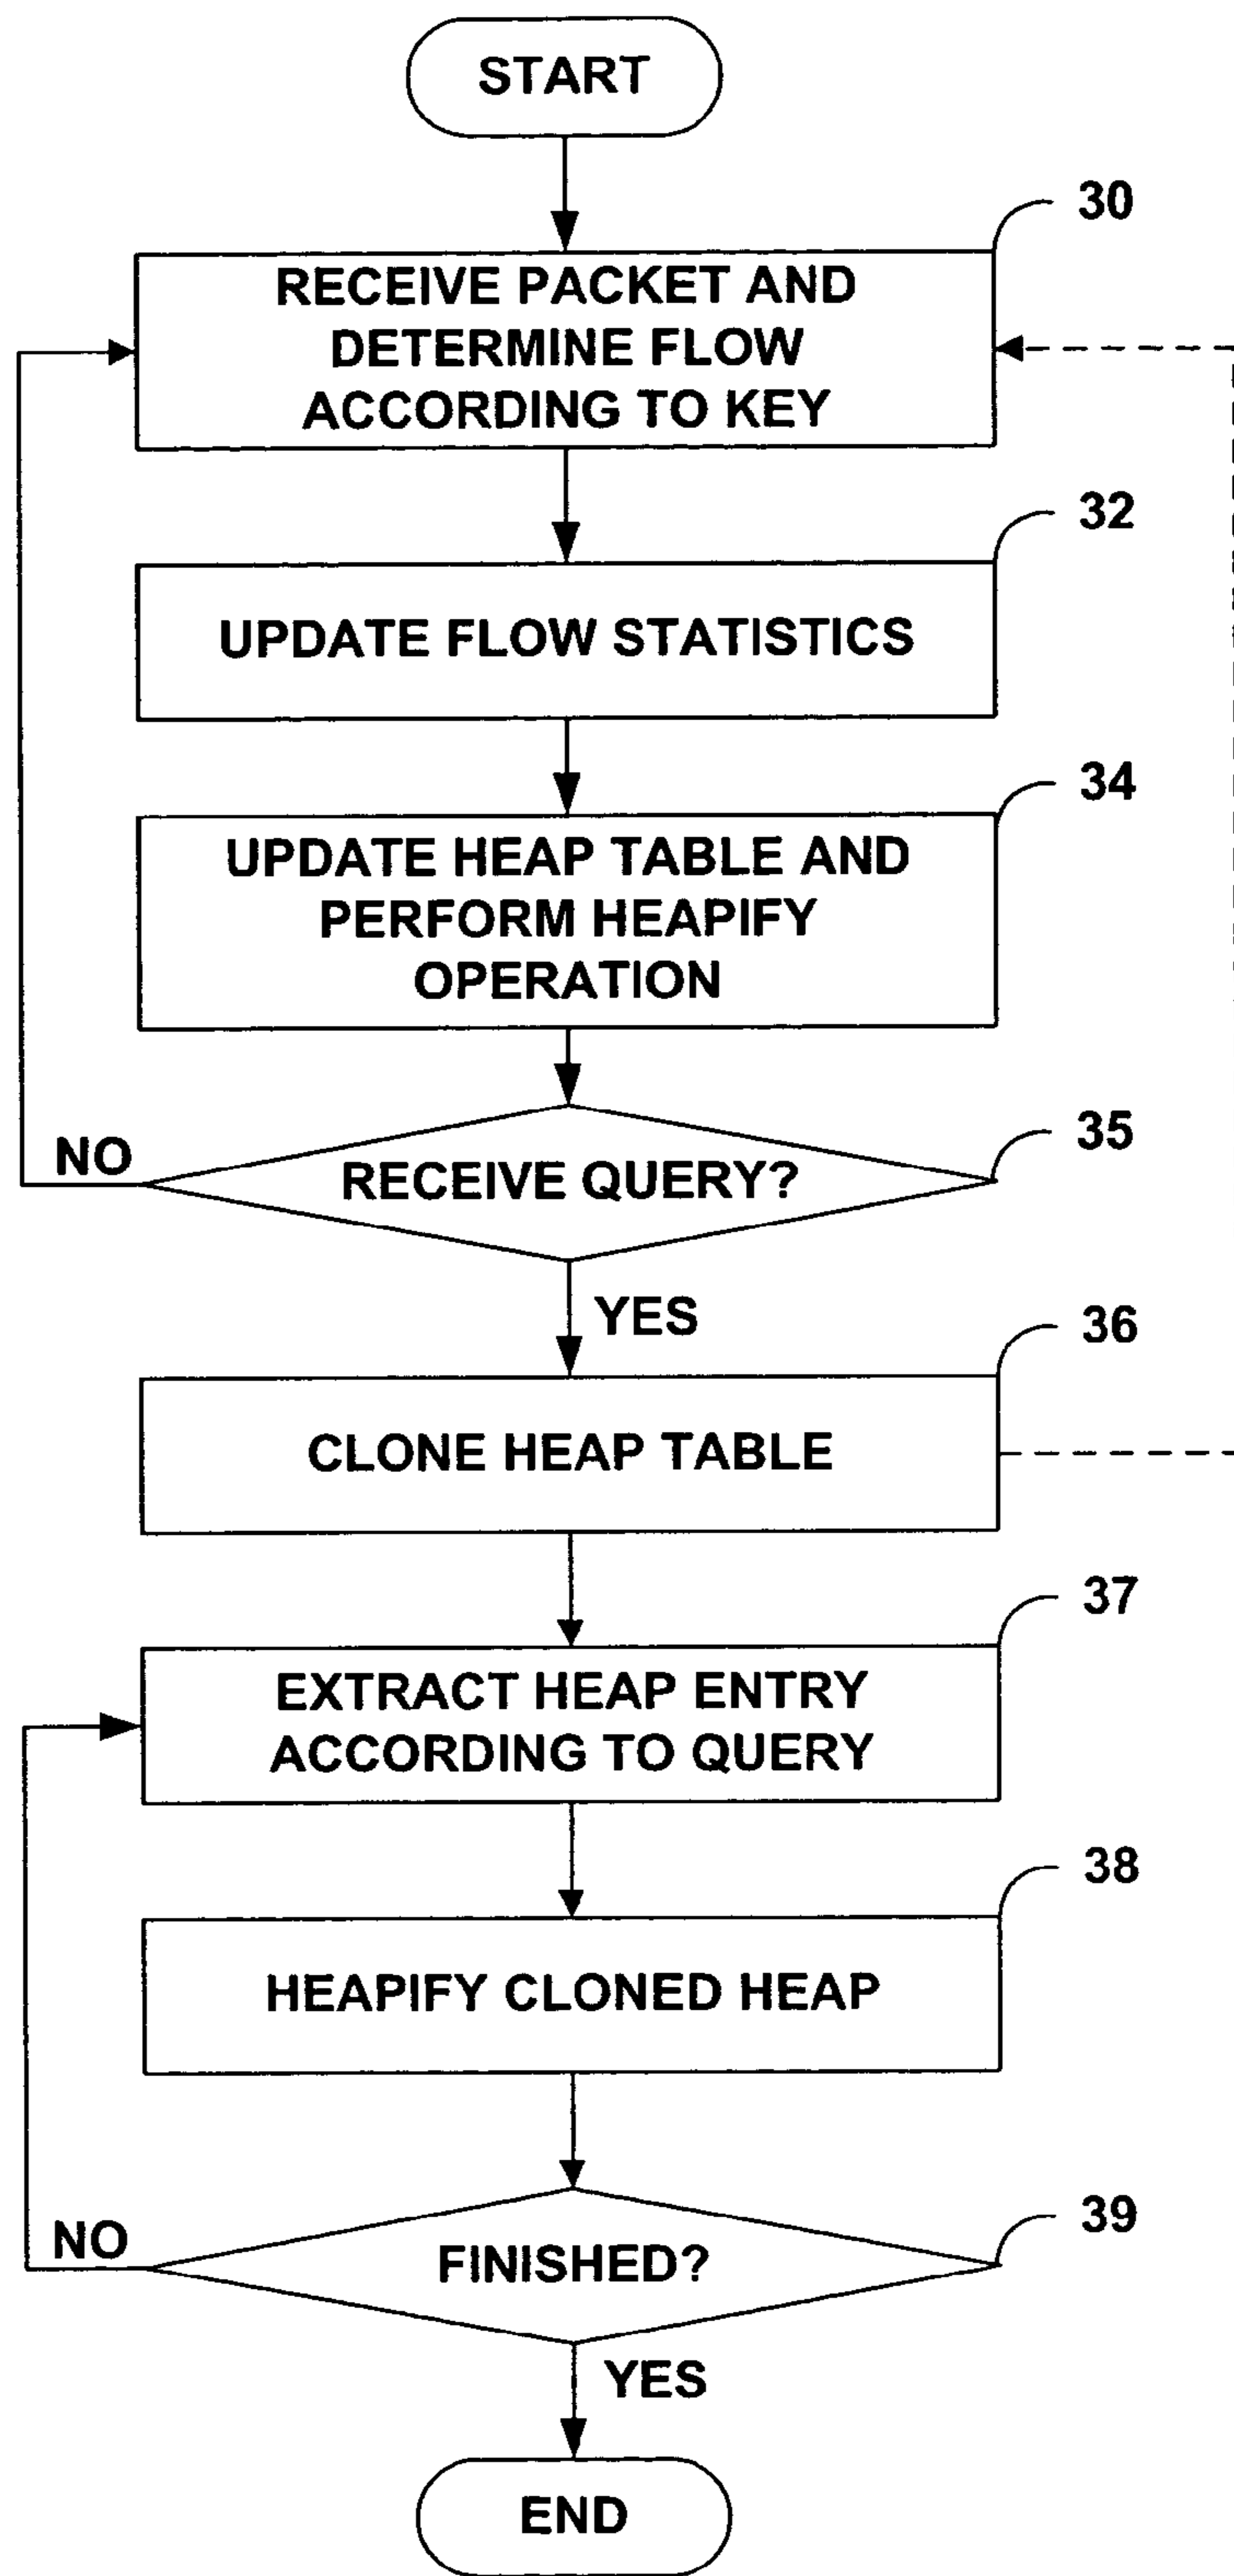 START
30
RECEIVE PACKET AND
DETERMINE FLOW
ACCORDING TO KEY
32
UPDATE FLOW STATISTICS
34
UPDATE HEAP TABLE AND
PERFORM HEAPIFY
OPERATION
35
NO
RECEIVE QUERY?
YES
36
CLONE HEAP TABLE
37
EXTRACT HEAP ENTRY
ACCORDING TO QUERY
38
HEAPIFY CLONED HEAP
39
NO
FINISHED?
YES
END